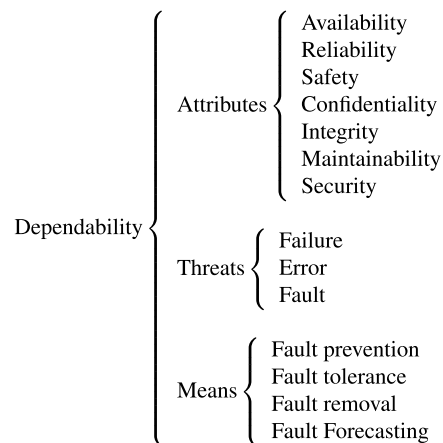 Availability
Reliability
Safety
Attributes
Confidentiality
Integrity
Maintainability
Security
Dependability
Failure
Threats
Error
Fault
Fault prevention
Fault tolerance
Means
Fault removal
Fault Forecasting